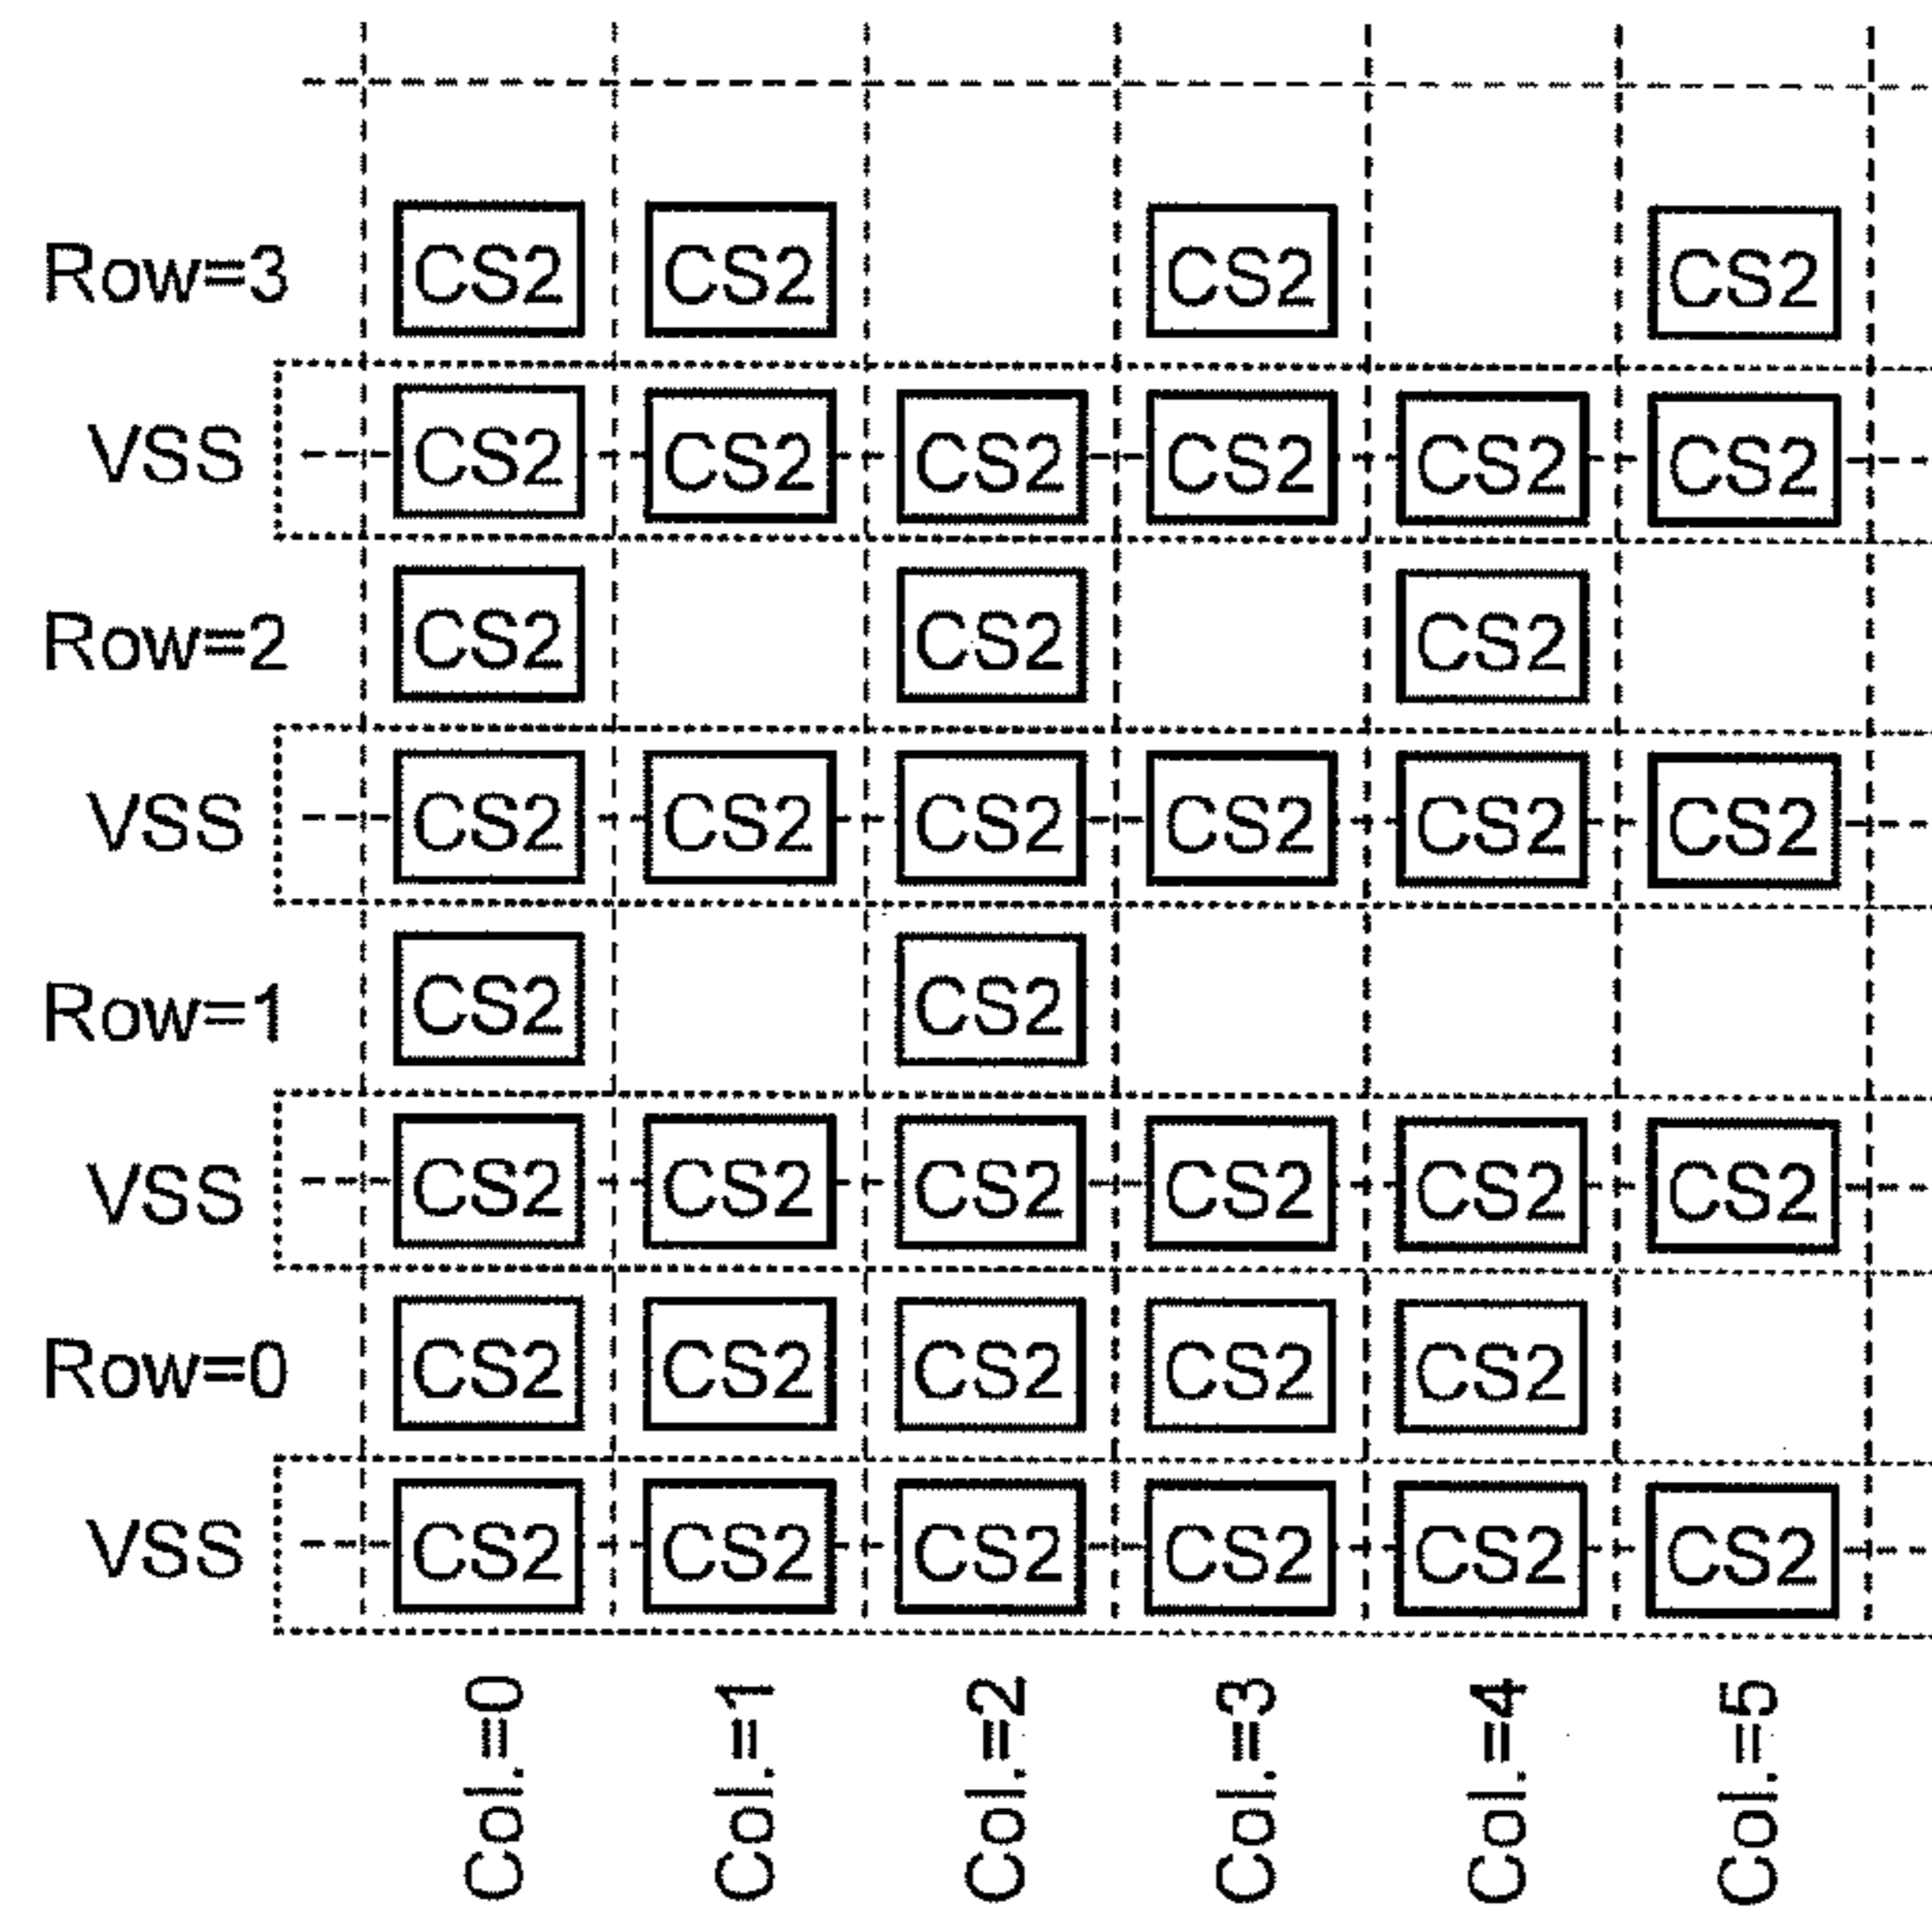 Row=3 CS2 CS2 CS2 CS2
VSS CS2 CS2 CS2 CS2 CS2 CS2
Row=2 CS2 CS2 CS2
VSS CS2 CS2 CS2 CS2 CS2 CS2
Row=1 CS2 CS2
VSS CS2 CS2 CS2 CS2 CS2 CS2
Row=0 CS2 CS2 CS2 CS2 CS2
VSS CS2 CS2 CS2 CS2 CS2 CS2
Col.=0 Col.=1 Col.=2 Col.=3 Col.=4 Col.=5